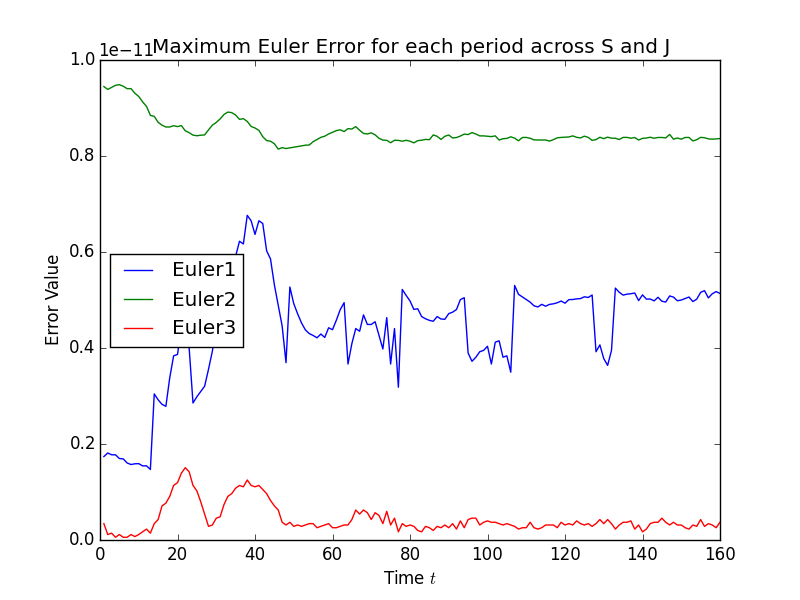 1e−11
Maximum Euler Error for each period across S and J
1.0
0.8
0.6
0.4
0.2
0.0
Error Value
Euler1
Euler2
Euler3
0 20 40 60 80 100 120 140 160
Time t